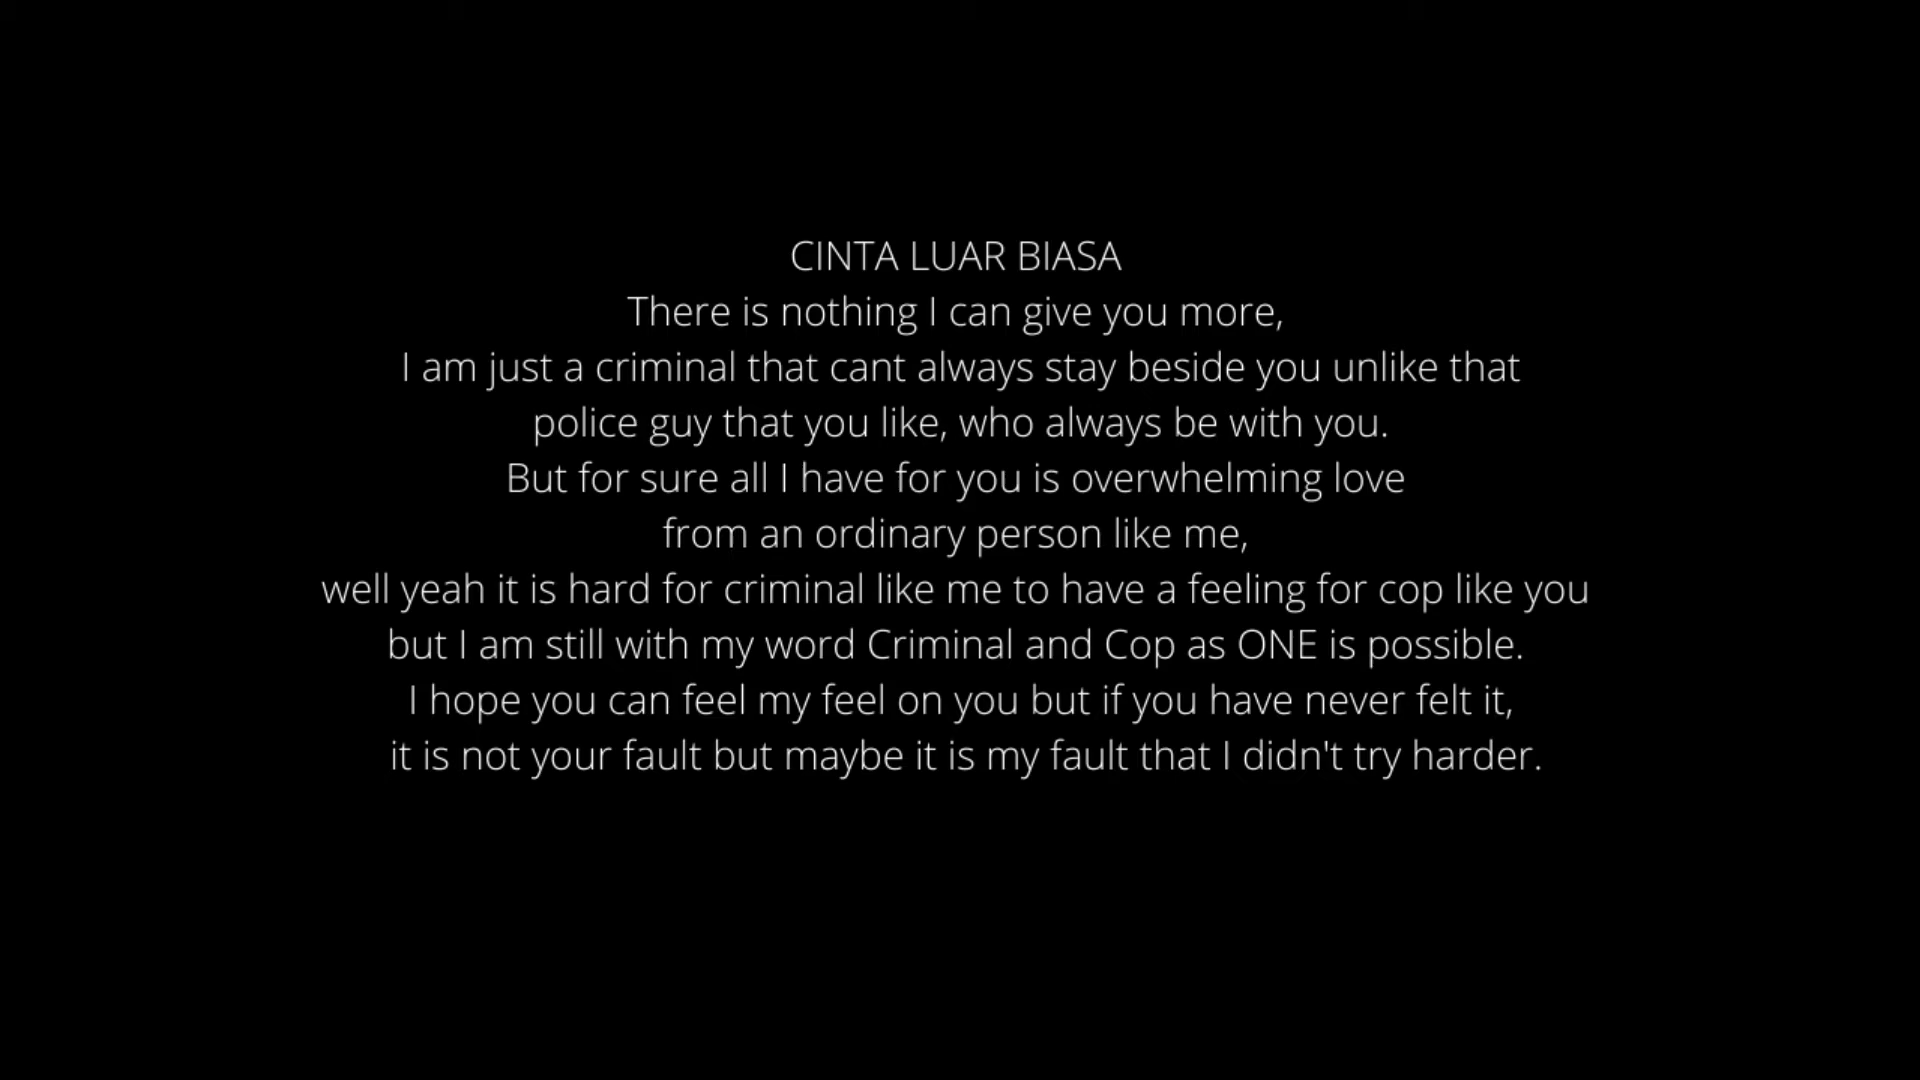 CINTA LUAR BIASA
There is nothing I can give you more,
I am just a criminal that cant always stay beside you unlike that
police guy that you like, who always be with you.
But for sure all I have for you is overwhelming love
from an ordinary person like me,
well yeah it is hard for criminal like me to have a feeling for cop like you
but I am still with my word Criminal and Cop as ONE is possible.
I hope you can feel my feel on you but if you have never felt it,
it is not your fault but maybe it is my fault that I didn't try harder.